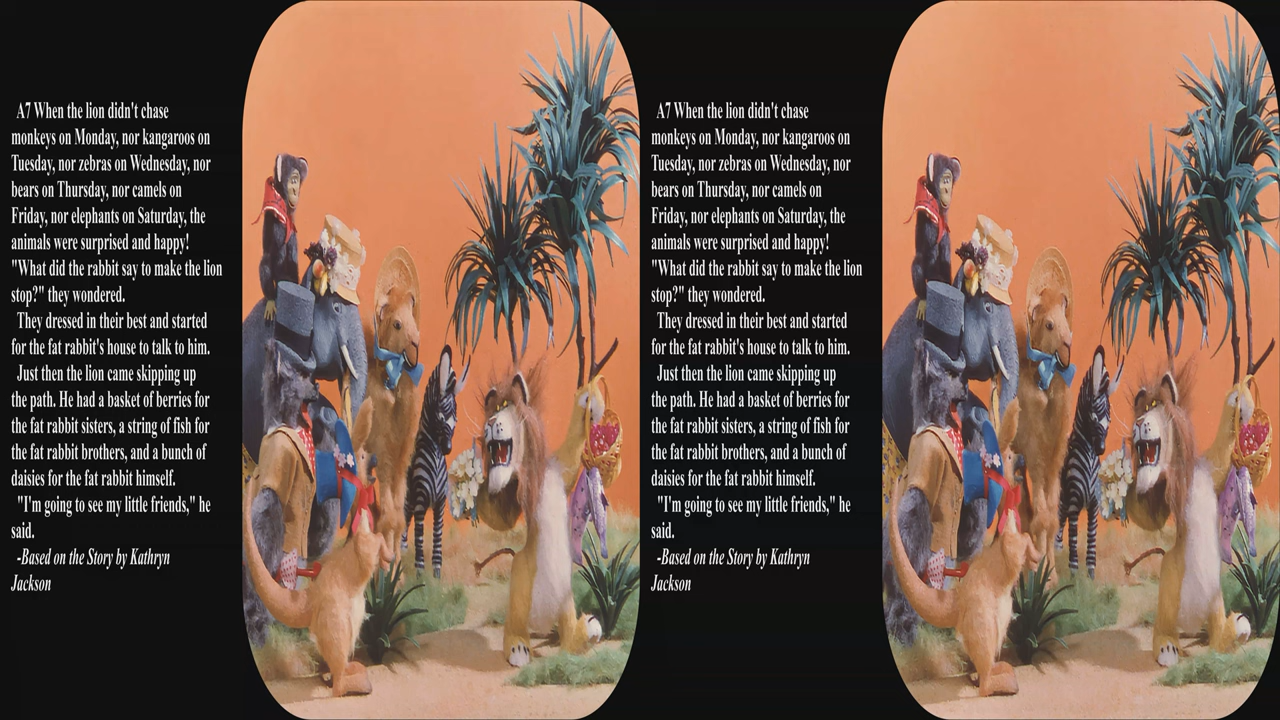 A7 When the lion didn't chase
monkeys on Monday, nor kangaroos on
Tuesday, nor zebras on Wednesday, nor
bears on Thursday, nor camels on
Friday, nor elephants on Saturday, the
animals were surprised and happy!
"What did the rabbit say to make the lion
stop?" they wondered.
They dressed in their best and started
for the fat rabbit's house to talk to him.
Just then the lion came skipping up
the path. He had a basket of berries for
the fat rabbit sisters, a string of fish for
the fat rabbit brothers, and a bunch of
daisies for the fat rabbit himself.
"I'm going to see my little friends," he
said.
-Based on the Story by Kathryn
Jackson
A7 When the lion didn't chase
monkeys on Monday, nor kangaroos on
Tuesday, nor zebras on Wednesday, nor
bears on Thursday, nor camels on
Friday, nor elephants on Saturday, the
animals were surprised and happy!
"What did the rabbit say to make the lion
stop?" they wondered.
They dressed in their best and started
for the fat rabbit's house to talk to him.
Just then the lion came skipping up
the path. He had a basket of berries for
the fat rabbit sisters, a string of fish for
the fat rabbit brothers, and a bunch of
daisies for the fat rabbit himself.
"I'm going to see my little friends," he
said.
-Based on the Story by Kathryn
Jackson